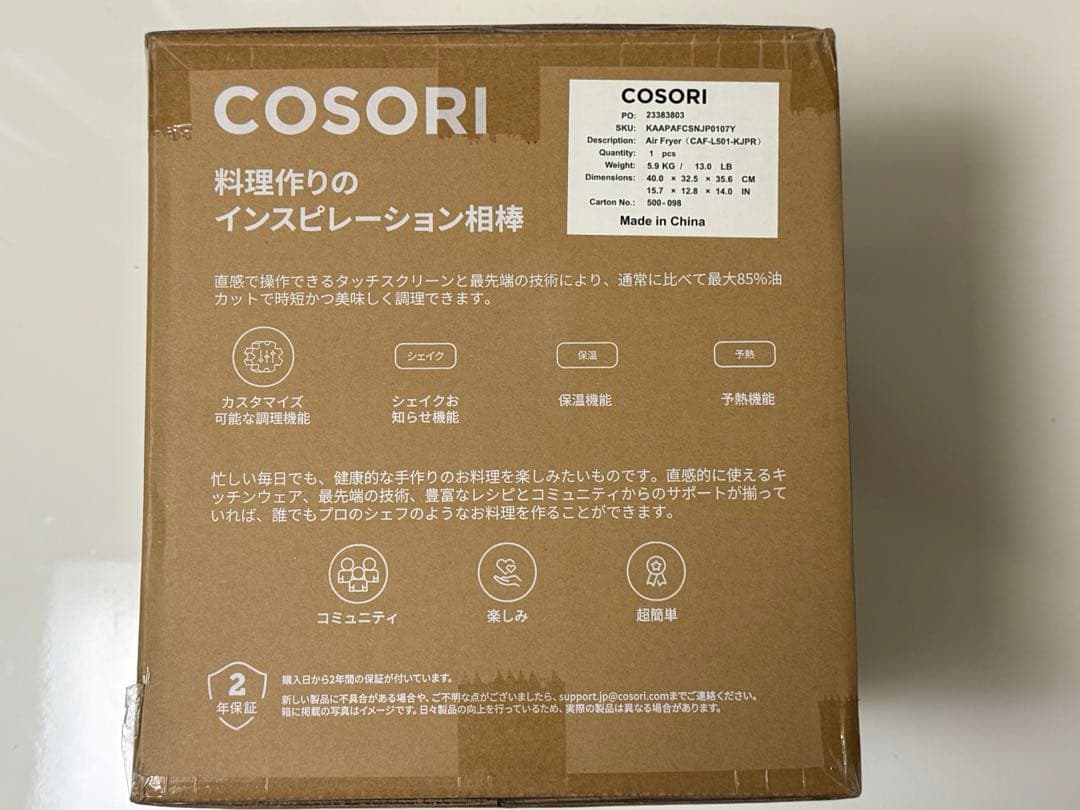 COSORI
料理作りの
インスピレーション相棒
COSORI
PO: 23383803
SKU: KAAPAFCSNJP0107Y
Description: Air Fryer（CAF-L501-KJPR）
Quantity: 1 pcs
Weight: 5.9 KG / 13.0 LB
Dimensions: 40.0 × 32.5 × 35.6 CM
15.7 × 12.8 × 14.0 IN
Carton No.: 500-098
Made in China
直感で操作できるタッチスクリーンと最先端の技術により、通常に比べて最大85%油
カットで時短かつ美味しく調理できます。
シェイク
保温
予熱
カスタマイズ
可能な調理機能
シェイクお
知らせ機能
保温機能
予熱機能
忙しい毎日でも、健康的な手作りのお料理を楽しみたいものです。直感的に使えるキ
ッチンウェア、最先端の技術、豊富なレシピとコミュニティからのサポートが揃って
いれば、誰でもプロのシェフのようなお料理を作ることができます。
コミュニティ
楽しみ
超簡単
2
年保証
購入日から2年間の保証が付いています。
新しい製品に不具合がある場合や、ご不明な点がございましたら、support.jp@cosori.comまでご連絡ください。
箱に掲載の写真はイメージです。日々製品の向上を行っているため、実際の製品は異なる場合があります。